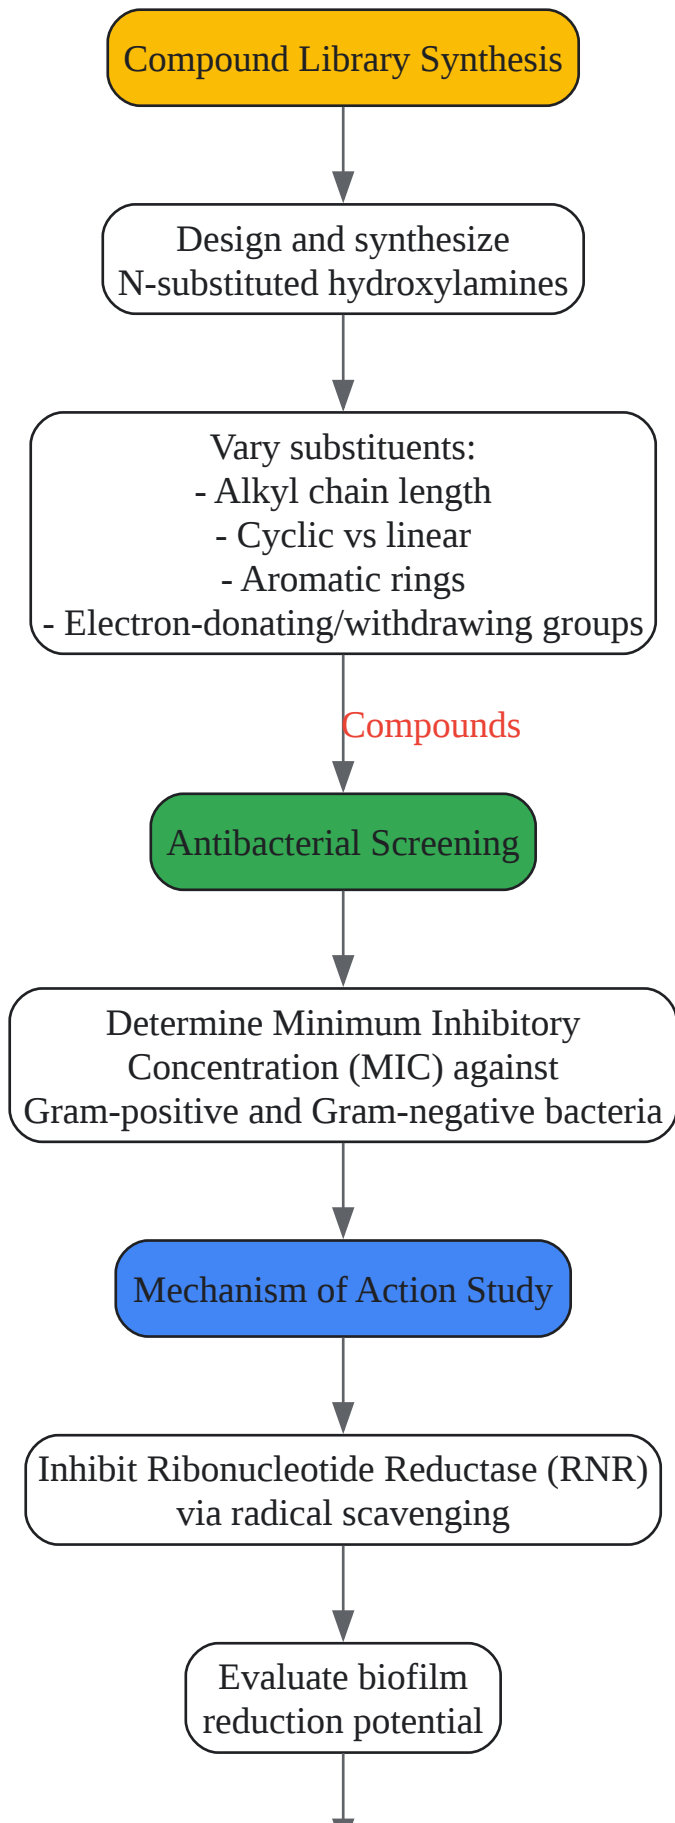 Compound Library Synthesis
Design and synthesize
N-substituted hydroxylamines
Vary substituents:
- Alkyl chain length
- Cyclic vs linear
- Aromatic rings
- Electron-donating/withdrawing groups
Compounds
Antibacterial Screening
Determine Minimum Inhibitory
Concentration (MIC) against
Gram-positive and Gram-negative bacteria
Mechanism of Action Study
Inhibit Ribonucleotide Reductase (RNR)
via radical scavenging
Evaluate biofilm
reduction potential